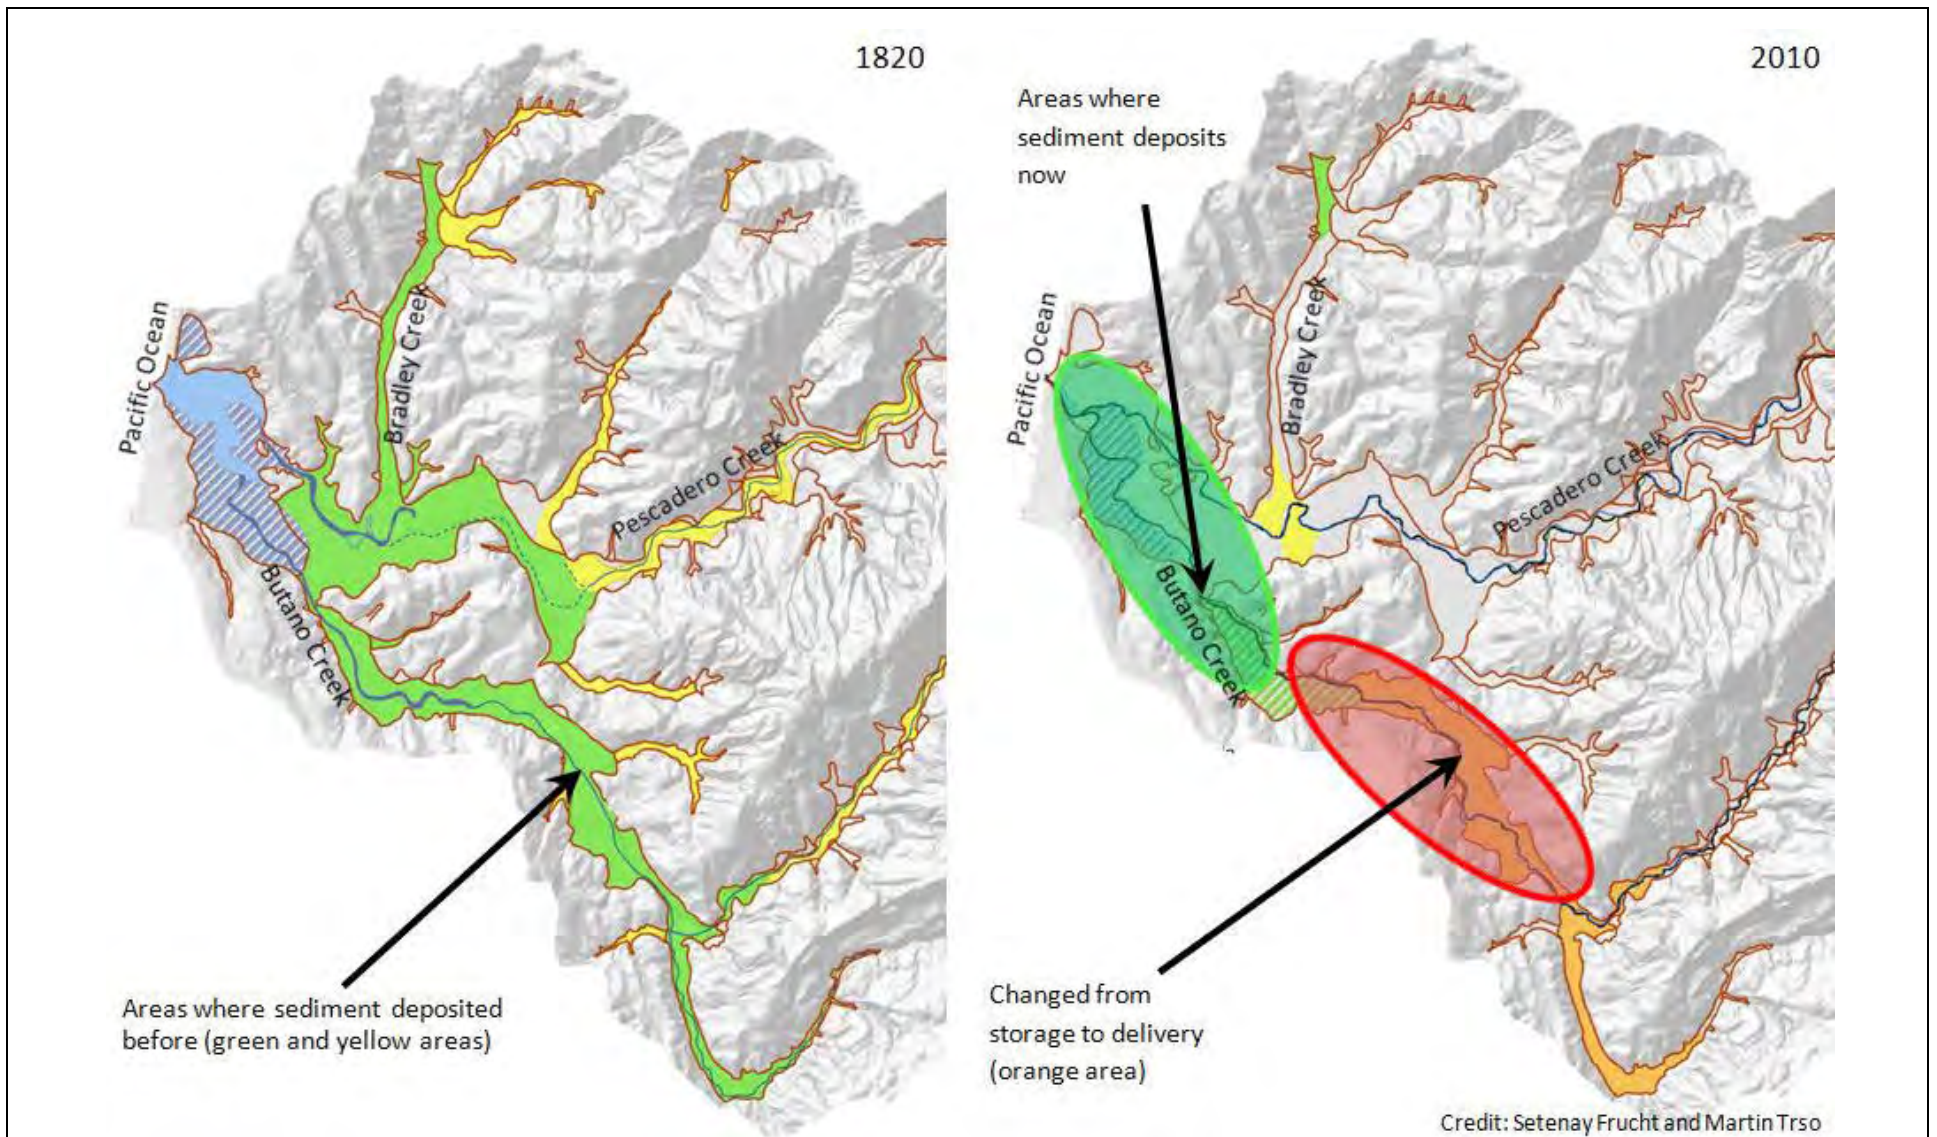 1820
Pacific Ocean
Bradley Creek
Pescadero Creek
Butano Creek
Areas where sediment deposited
before (green and yellow areas)
2010
Areas where
sediment deposits
now
Pacific Ocean
Bradley Creek
Pescadero Creek
Butano Creek
Changed from
storage to delivery
(orange area)
Credit: Setenay Frucht and Martin Trso